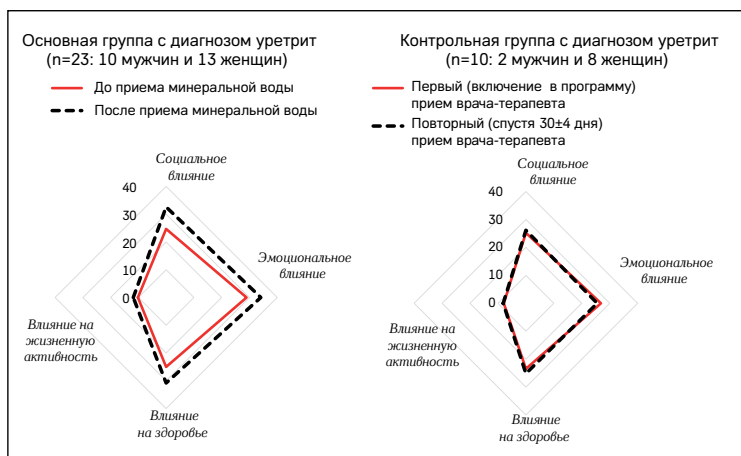 Основная группа с диагнозом уретрит
(n=23: 10 мужчин и 13 женщин)
До приема минеральной воды
После приема минеральной воды
Социальное
влияние
40
30
20
10
0
Эмоциональное
влияние
Влияние на
жизненную
активность
Влияние
на здоровье
Контрольная группа с диагнозом уретрит
(n=10: 2 мужчин и 8 женщин)
Первый (включение в программу)
прием врача-терапевта
Повторный (спустя 30±4 дня)
прием врача-терапевта
Социальное
влияние
40
30
20
10
0
Эмоциональное
влияние
Влияние на
жизненную
активность
Влияние
на здоровье